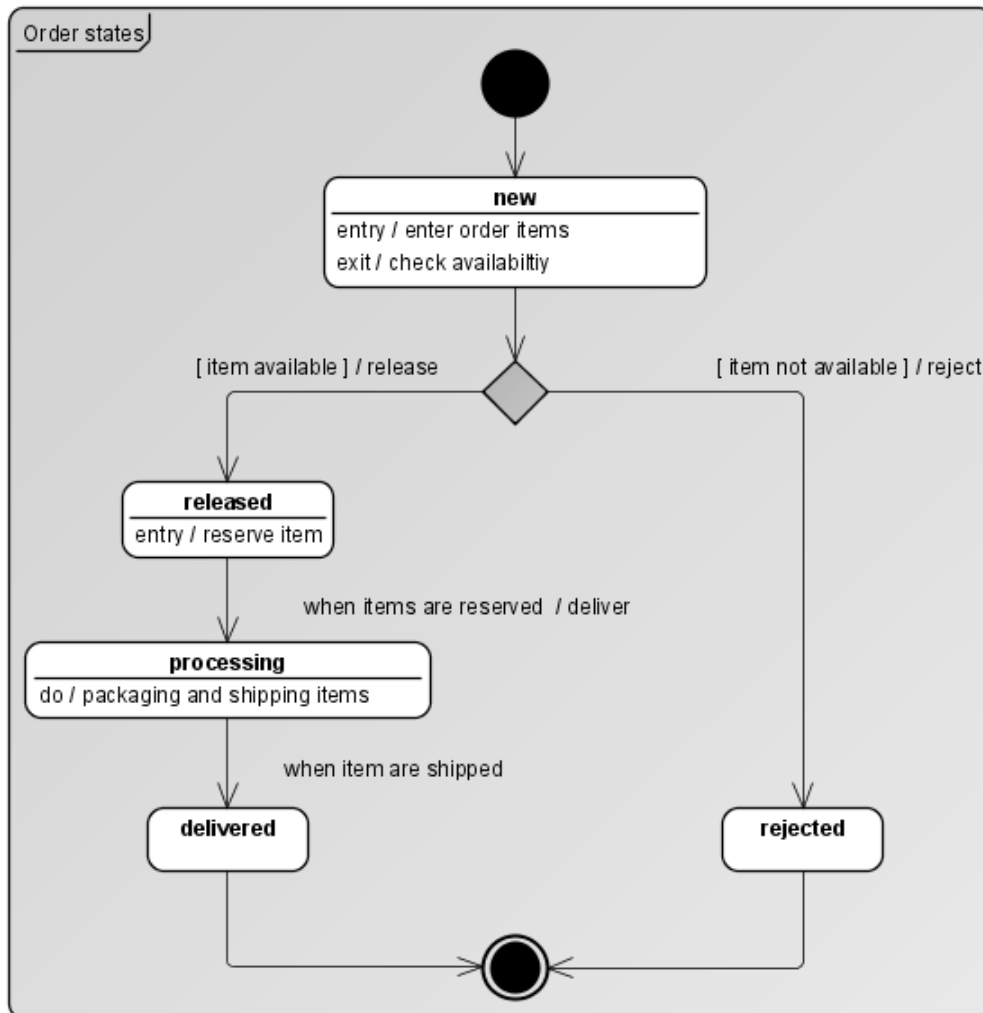 Order states
new
entry / enter order items
exit / check availabiltiy
[ item available ] / release
[ item not available ] / reject
released
entry / reserve item
when items are reserved / deliver
processing
do / packaging and shipping items
when item are shipped
delivered
rejected